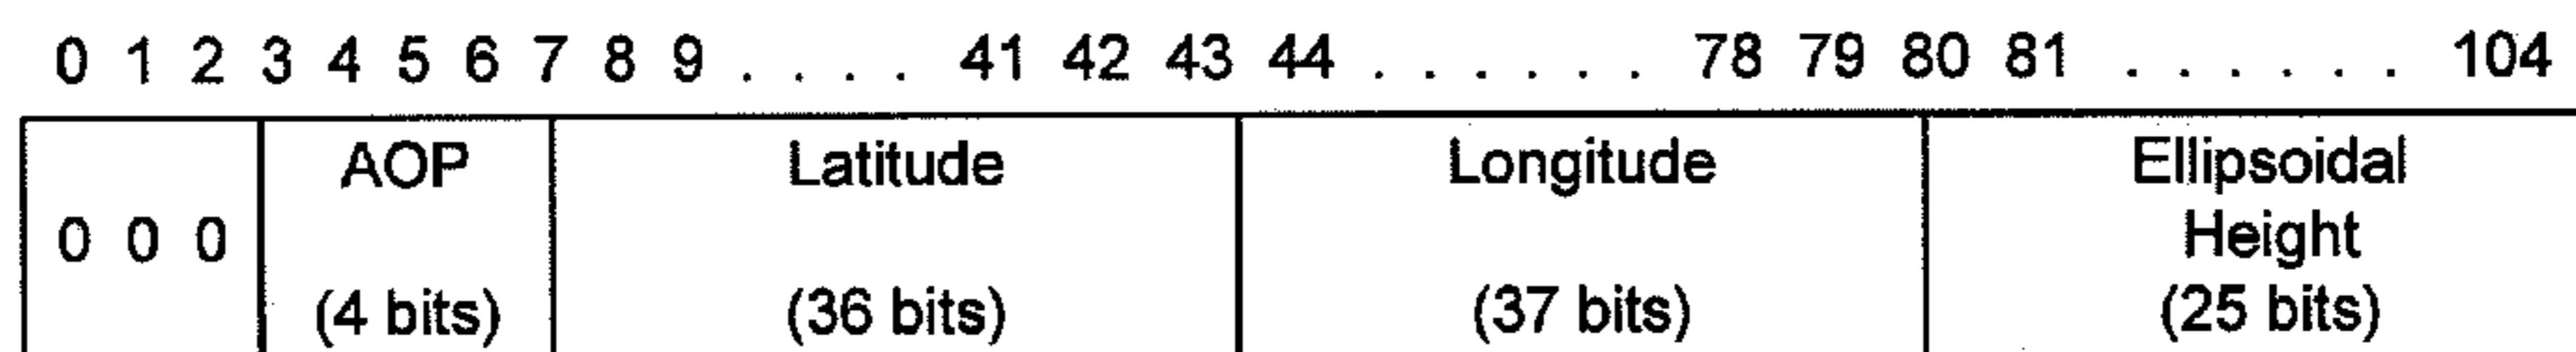 0 1 2 3 4 5 6 7 8 9 . . . . 41 42 43 44 . . . . . . 78 79 80 81 . . . . . . 104
AOP Latitude Longitude Ellipsoidal
0 0 0 Height
(4 bits) (36 bits) (37 bits) (25 bits)